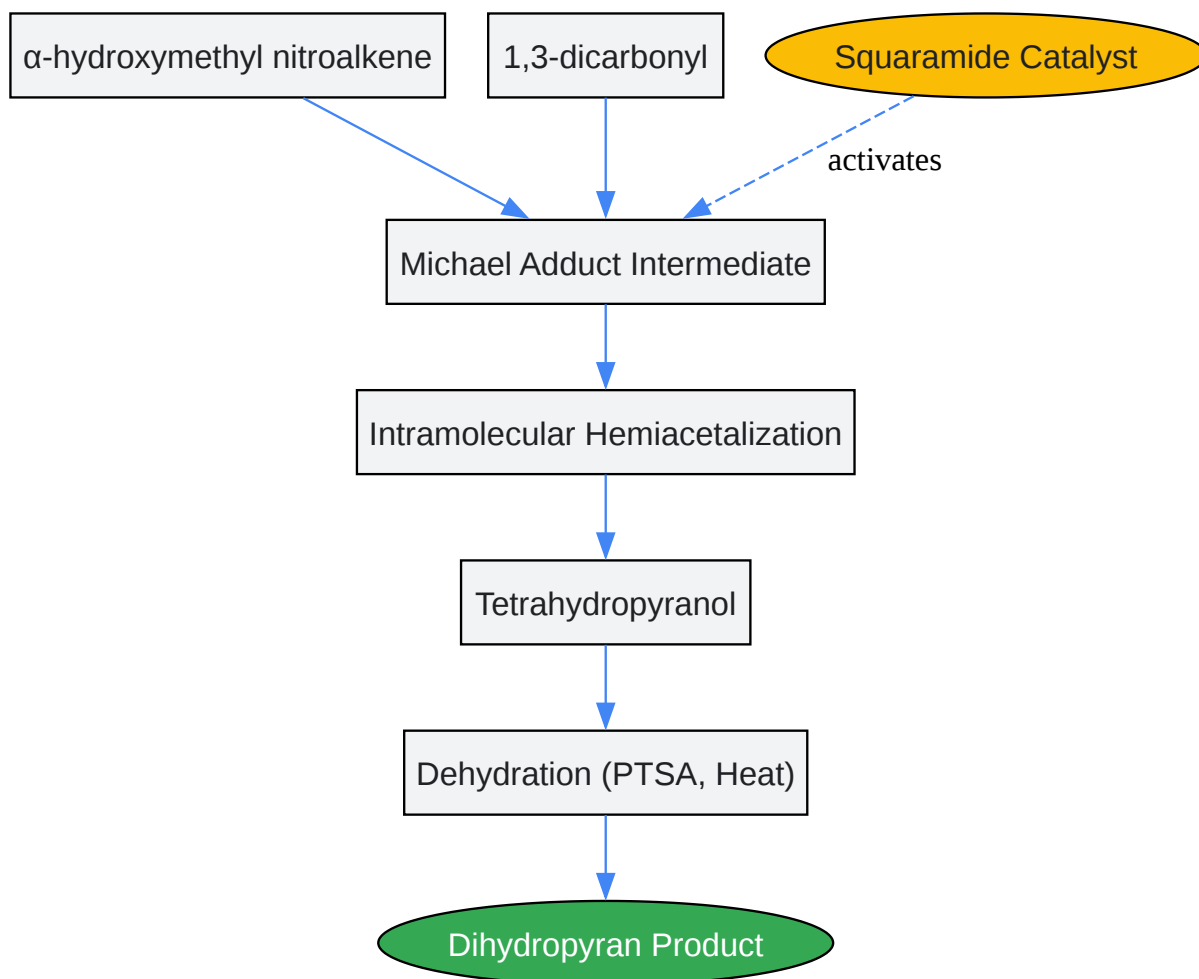 α-hydroxymethyl nitroalkene
1,3-dicarbonyl
Squaramide Catalyst
activates
Michael Adduct Intermediate
Intramolecular Hemiacetalization
Tetrahydropyranol
Dehydration (PTSA, Heat)
Dihydropyran Product